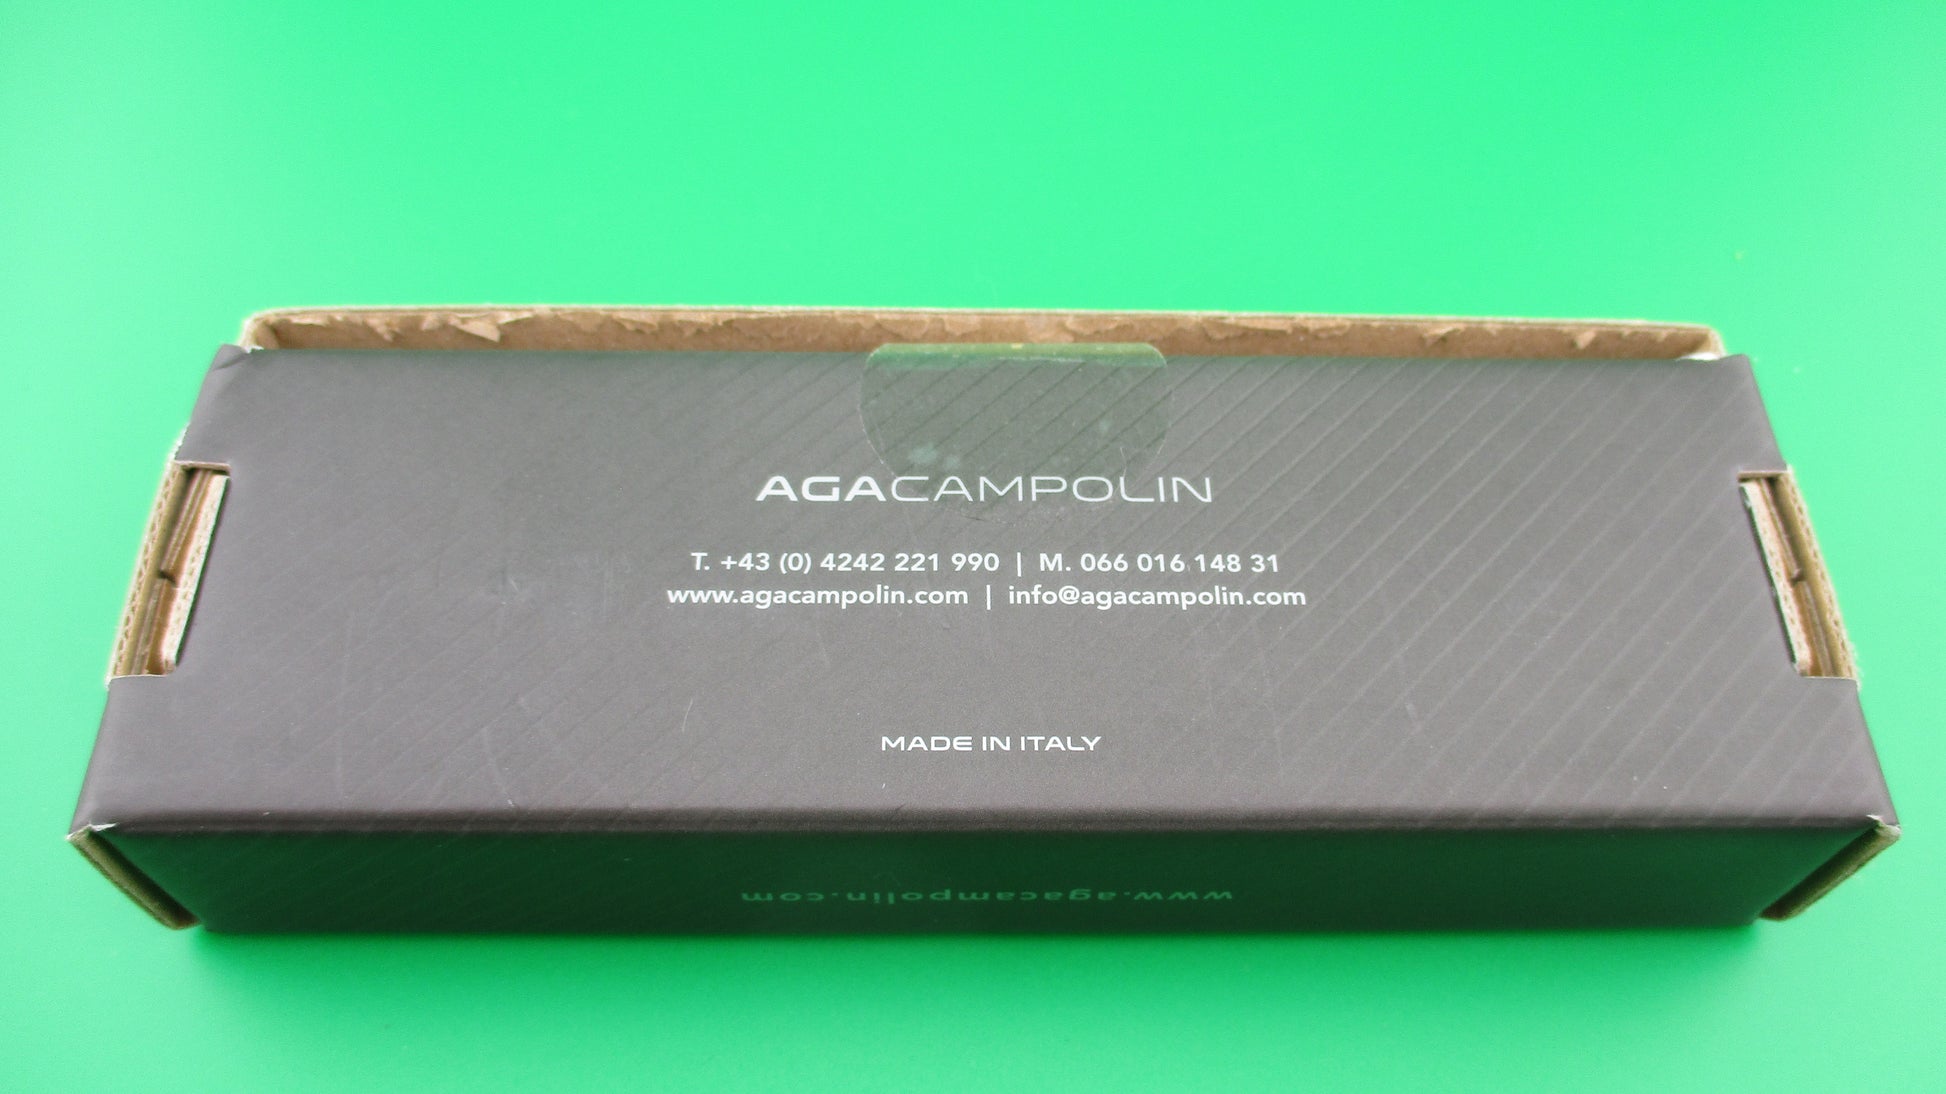 AGACAMPOLIN
T. +43 (0) 4242 221 990 | M. 066 016 148 31
www.agacampolin.com | info@agacampolin.com
MADE IN ITALY
www.agacampolin.com